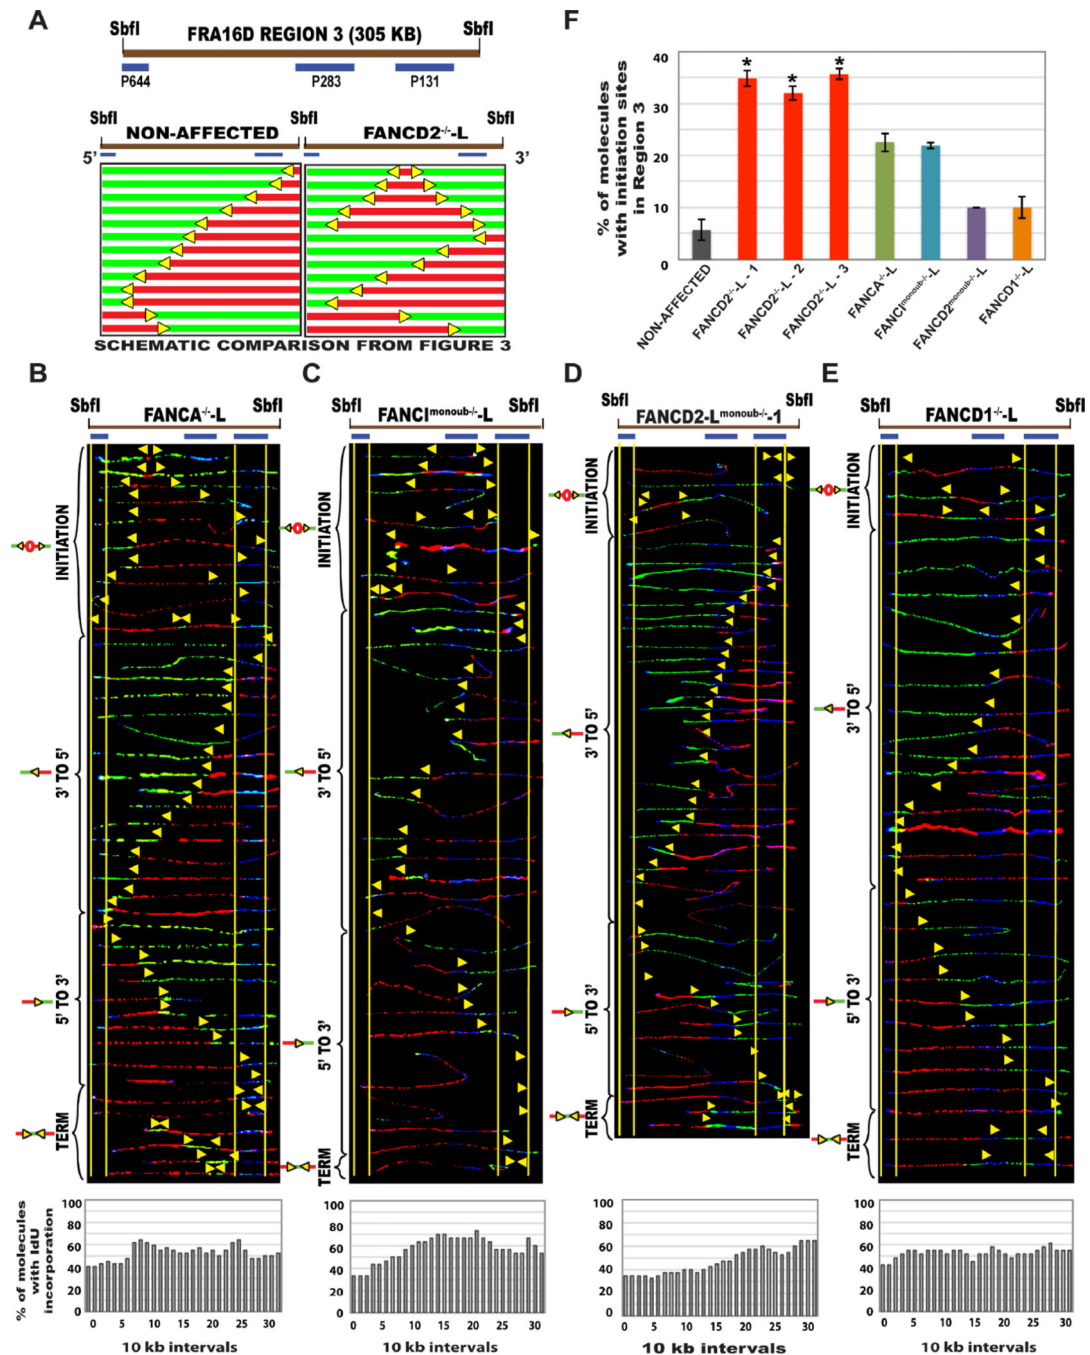 A
SbfI SbfI
FRA16D REGION 3 (305 KB)
P644 P283 P131
SbfI SbfI SbfI
NON-AFFECTED FANCD2-/--L
5' 3'
SCHEMATIC COMPARISON FROM FIGURE 3
F
% of molecules
with initiation sites
in Region 3
40
30
20
10
0
NON-AFFECTED
FANCD2-/--L - 1
FANCD2-/--L - 2
FANCD2-/--L - 3
FANCA-/--L
FANCImonoub-/--L
FANCD2monoub-/--L
FANCD1-/--L
* * *
B
SbfI SbfI
FANCA-/--L
INITIATION
3' TO 5'
5' TO 3'
TERM
C
SbfI SbfI
FANCImonoub-/--L
INITIATION
3' TO 5'
5' TO 3'
TERM
D
SbfI SbfI
FANCD2-Lmonoub-/--1
INITIATION
3' TO 5'
5' TO 3'
TERM
E
SbfI SbfI
FANCD1-/--L
INITIATION
3' TO 5'
5' TO 3'
TERM
% of molecules
with IdU
incorporation
100
80
60
40
20
0
0 5 10 15 20 25 30
10 kb intervals
100
80
60
40
20
0
0 5 10 15 20 25 30
10 kb intervals
100
80
60
40
20
0
0 5 10 15 20 25 30
10 kb intervals
100
80
60
40
20
0
0 5 10 15 20 25 30
10 kb intervals